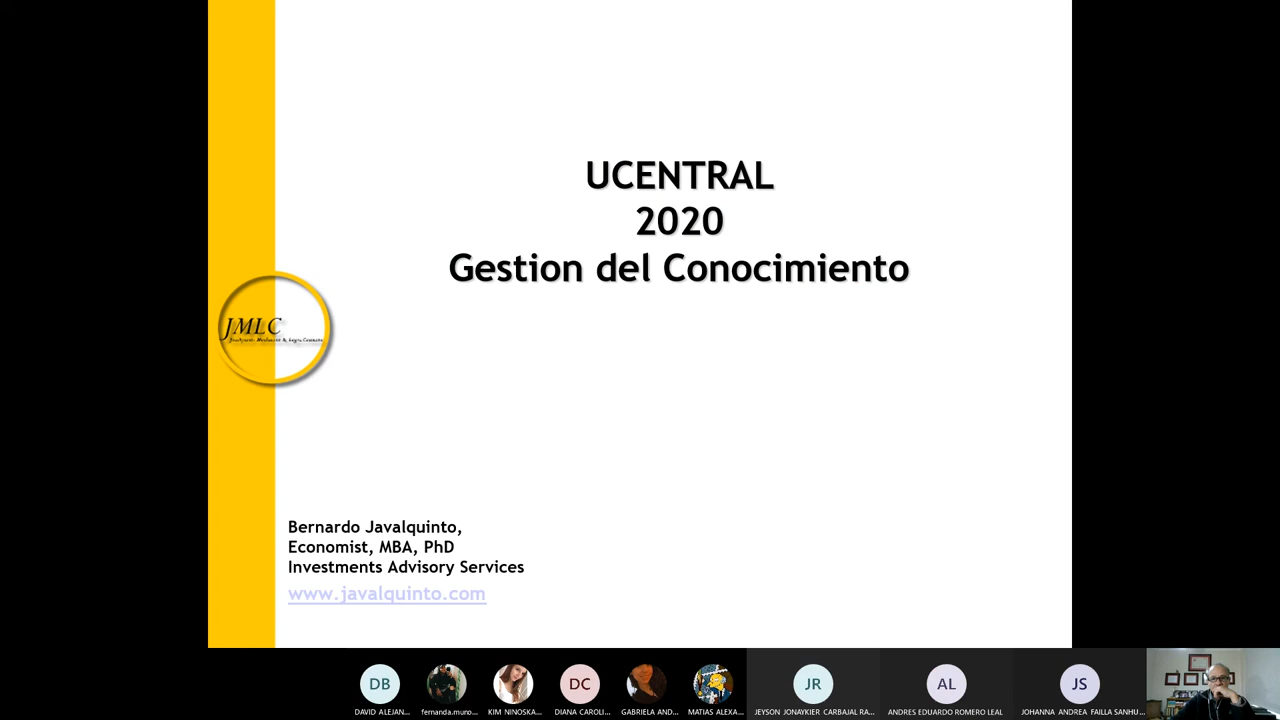 UCENTRAL
2020
Gestion del Conocimiento
JMLC
Bernardo Javalquinto,
Economist, MBA, PhD
Investments Advisory Services
www.javalquinto.com
DB
DC
JR
AL
JS
DAVID ALEJAN...
fernanda.muno...
KIM NINOSKA...
DIANA CAROLI...
GABRIELA AND...
MATIAS ALEXA...
JEYSON JONAYKIER CARBAJAL RA...
ANDRES EDUARDO ROMERO LEAL
JOHANNA ANDREA FAILLA SANHU...